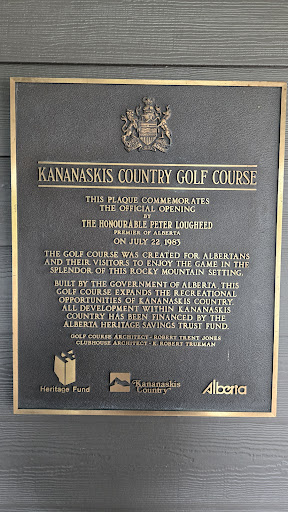 KANANASKIS COUNTRY GOLF COURSE
THIS PLAQUE COMMEMORATES
THE OFFICIAL OPENING
BY
THE HONOURABLE PETER LOUGHEED
PREMIER OF ALBERTA
ON JULY 22, 1983
THE GOLF COURSE WAS CREATED FOR ALBERTANS
AND THEIR VISITORS TO ENJOY THE GAME IN THE
SPLENDOR OF THIS ROCKY MOUNTAIN SETTING.
BUILT BY THE GOVERNMENT OF ALBERTA, THIS
GOLF COURSE EXPANDS THE RECREATIONAL
OPPORTUNITIES OF KANANASKIS COUNTRY.
ALL DEVELOPMENT WITHIN KANANASKIS
COUNTRY HAS BEEN FINANCED BY THE
ALBERTA HERITAGE SAVINGS TRUST FUND.
GOLF COURSE ARCHITECT - ROBERT TRENT JONES
CLUBHOUSE ARCHITECT - E. ROBERT TRUEMAN
Heritage Fund
Kananaskis
Country
Alberta